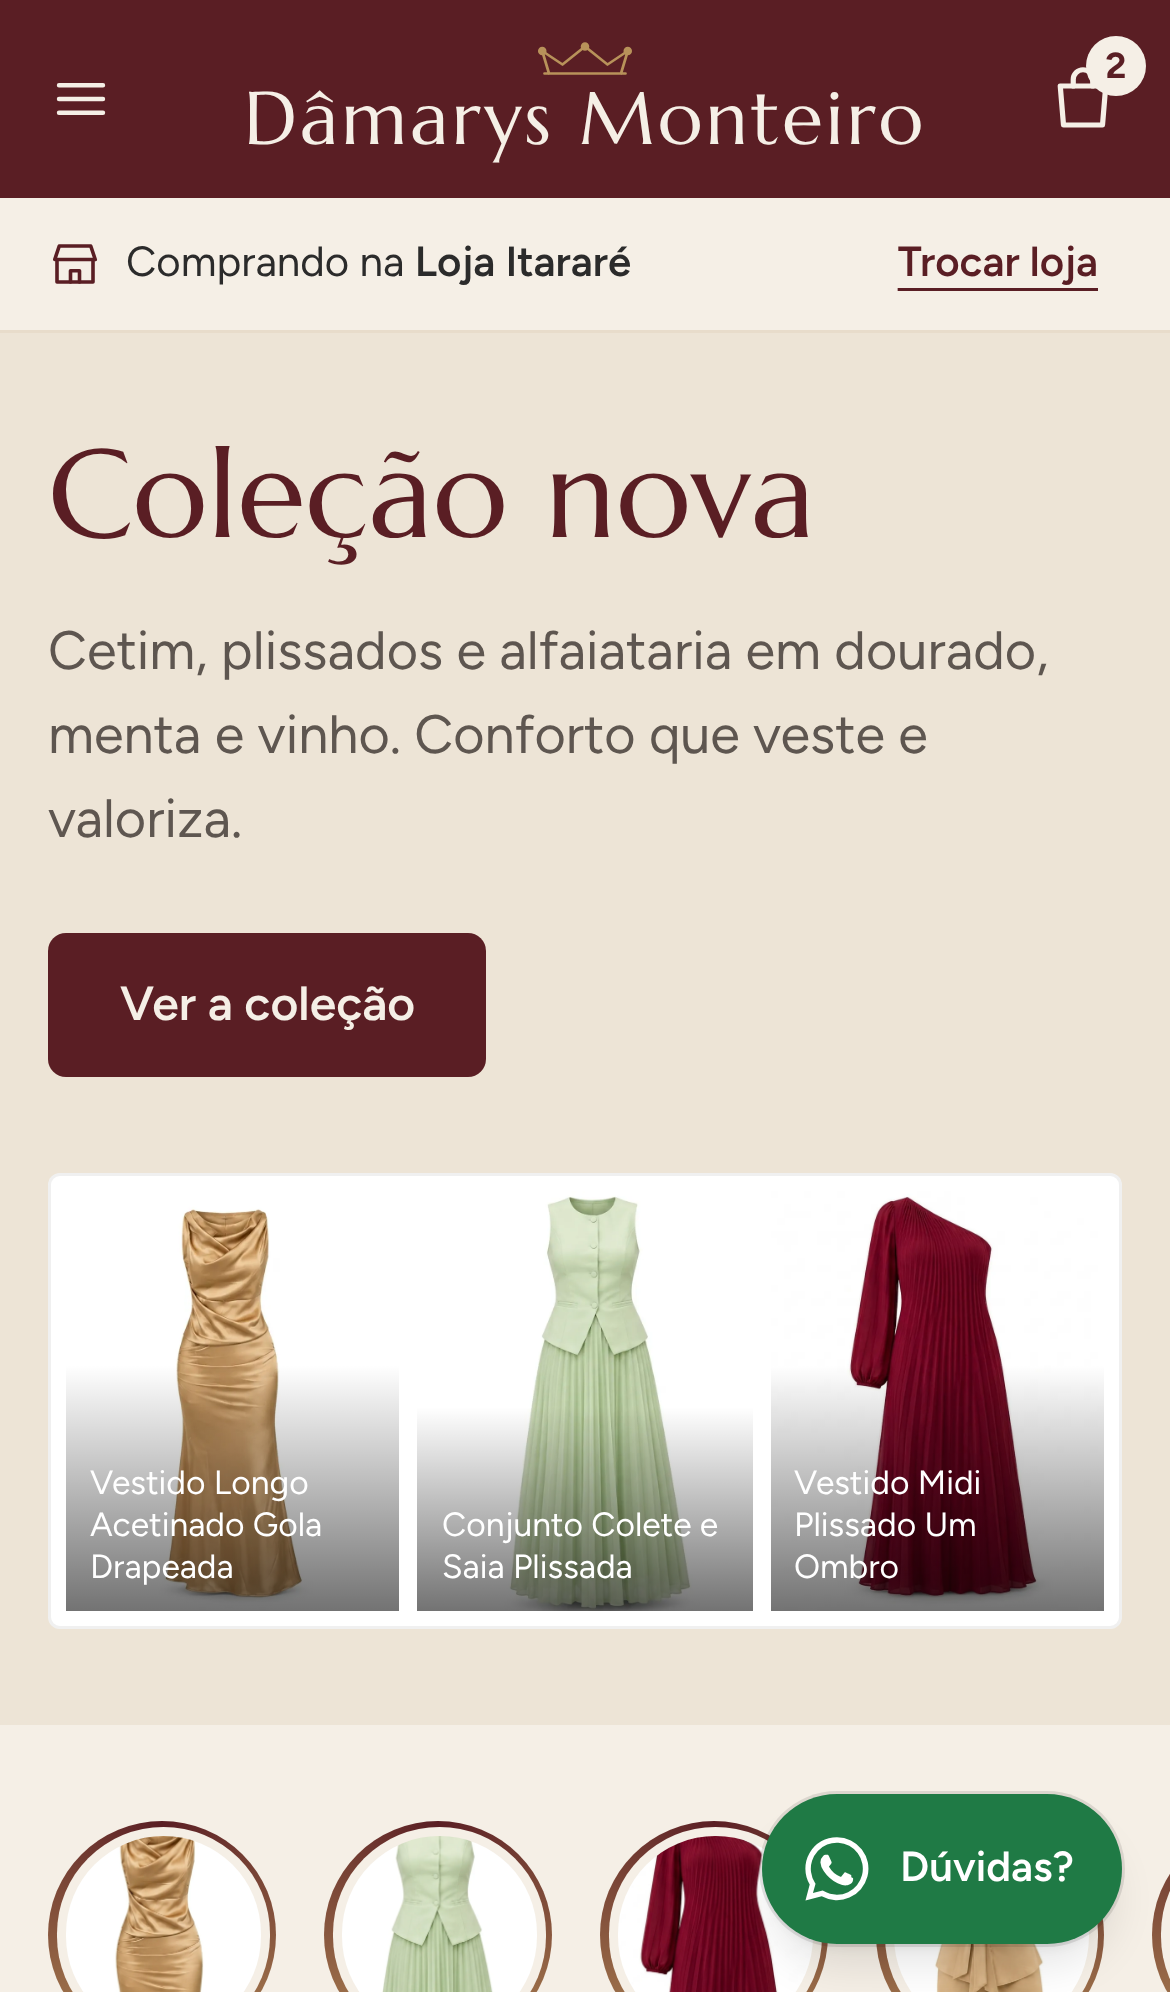 Dâmarys Monteiro
2
Comprando na Loja Itararé
Trocar loja
Coleção nova
Cetim, plissados e alfaiataria em dourado,
menta e vinho. Conforto que veste e
valoriza.
Ver a coleção
Vestido Longo
Acetinado Gola
Drapeada
Conjunto Colete e
Saia Plissada
Vestido Midi
Plissado Um
Ombro
Dúvidas?